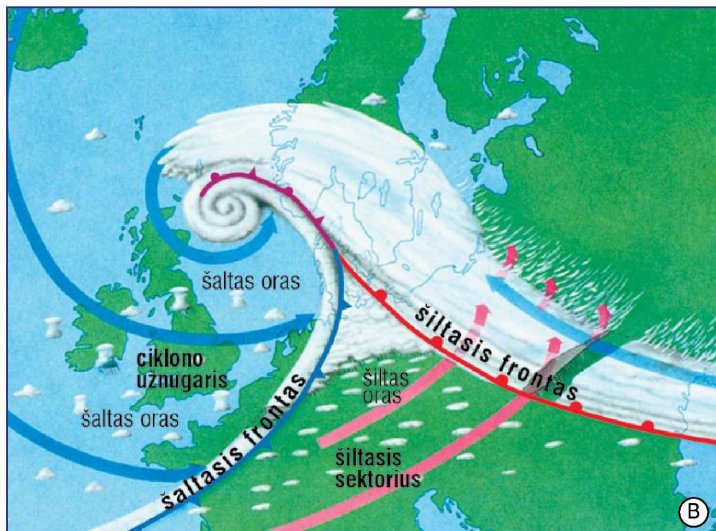 šaltas oras
ciklono
užnugaris
šaltas oras
šaltasis frontas
šiltas
oras
šiltasis frontas
šiltasis
sektorius
B